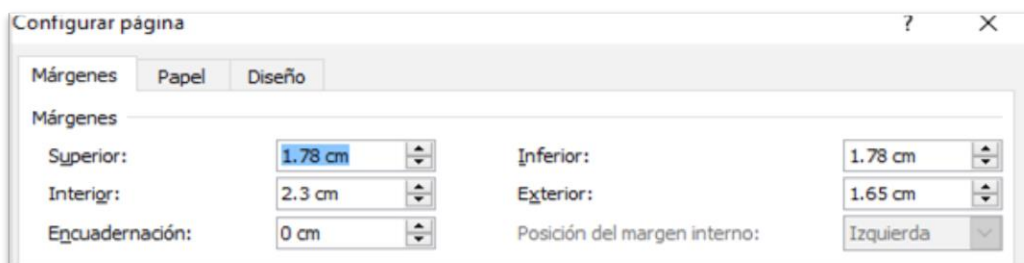 Configurar página ? X
Márgenes Papel Diseño
Márgenes
Superior: 1.78 cm Inferior: 1.78 cm
Interior: 2.3 cm Exterior: 1.65 cm
Encuadernación: 0 cm Posición del margen interno: Izquierda